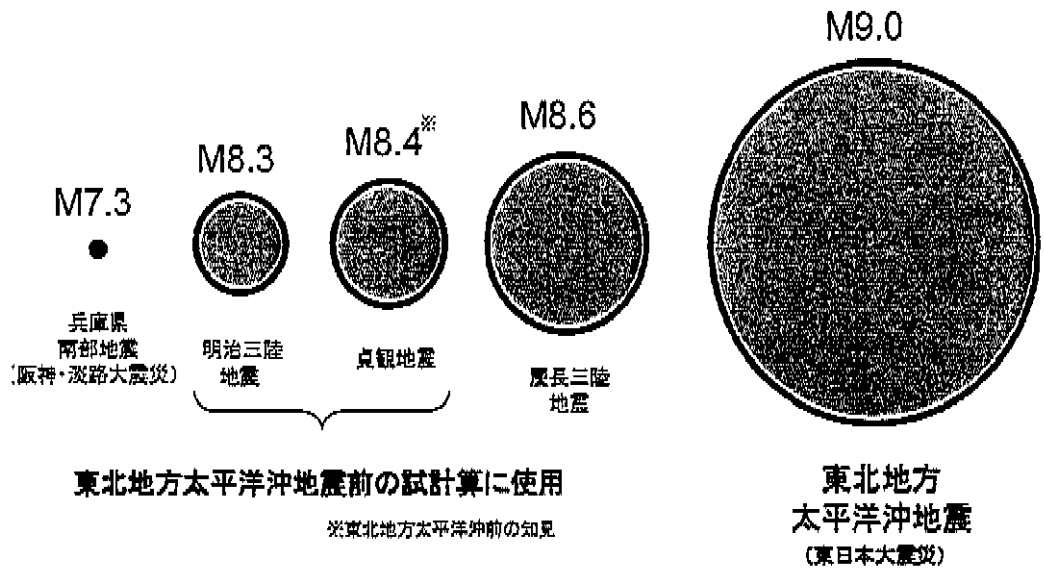 M7.3
兵庫県
南部地震
(阪神・淡路大震災)
M8.3
明治三陸
地震
M8.4※
貞観地震
M8.6
慶長三陸
地震
M9.0
東北地方
太平洋沖地震
(東日本大震災)
東北地方太平洋沖地震前の試計算に使用
※東北地方太平洋沖前の知見